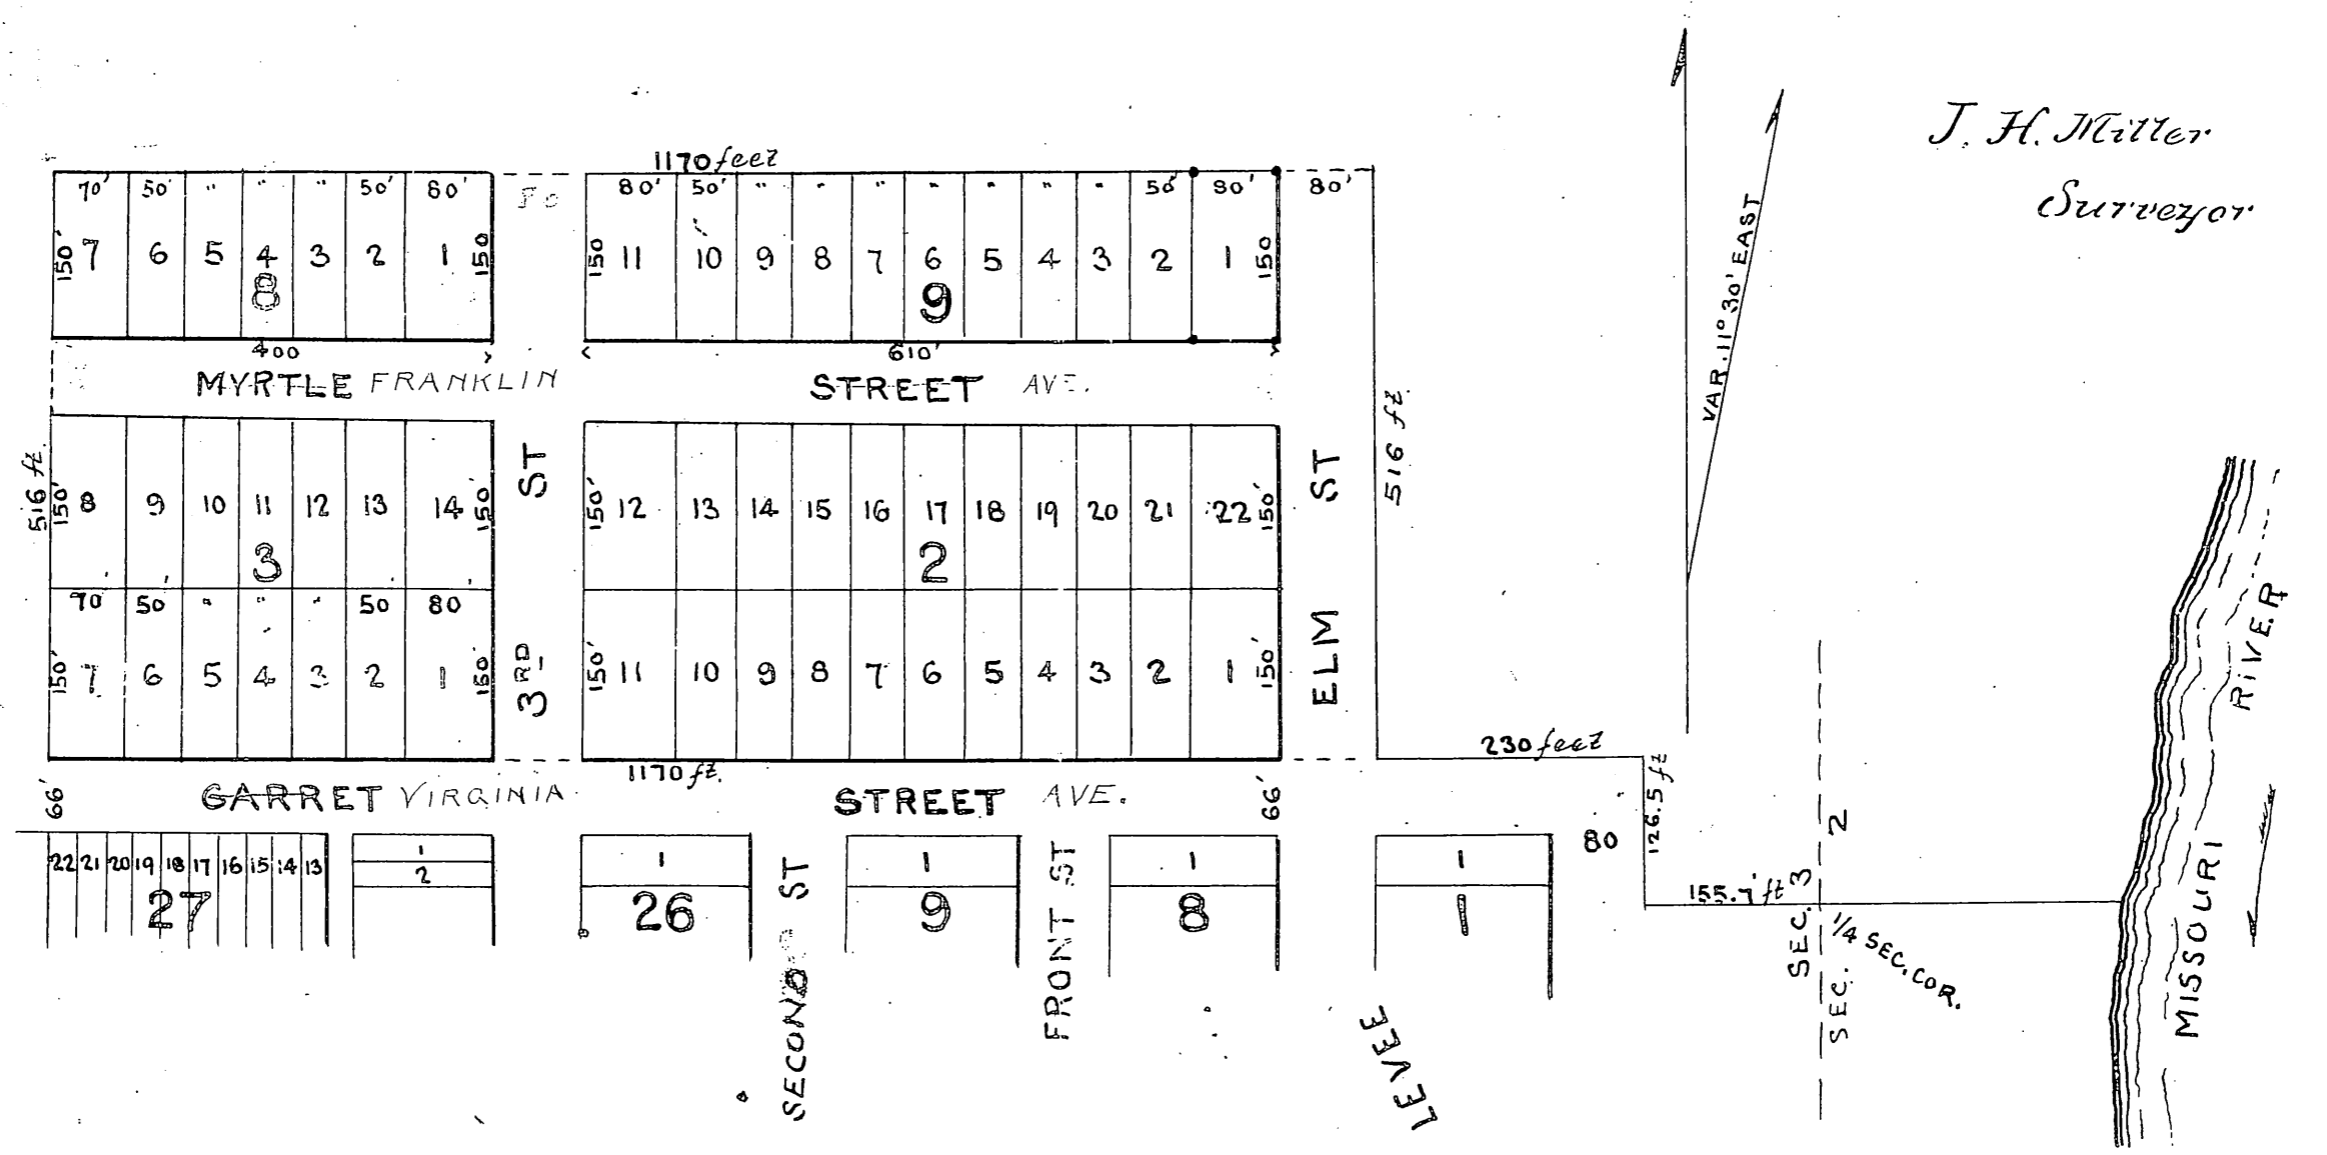 J. H. Miller
Surveyor
1170 feet
70' 50' " " " 50' 80' 80 80' 50' " " " " " " " 50' 80' 80'
150' 7 6 5 4 3 2 1 150 150 11 10 9 8 7 6 5 4 3 2 1 150
8 9
400 610'
MYRTLE FRANKLIN STREET AVE.
VAR. 11° 30' EAST
516 ft.
516 ft.
150' 8 9 10 11 12 13 14 150' 150' 12 13 14 15 16 17 18 19 20 21 22 150'
3 2
70' 50' " " " 50 80
150' 7 6 5 4 3 2 1 150' 150' 11 10 9 8 7 6 5 4 3 2 1 150'
3RD ST
ELM ST
1170 ft.
230 feet
66' GARRET VIRGINIA STREET AVE. 66'
126.5 ft
80
22 21 20 19 18 17 16 15 14 13 1 1 1 1 1
2
27 26 9 8 1
155.7' ft
SEC. 3
2
SEC.
1/4 SEC. COR.
SECOND ST
FRONT ST
LEVEE
MISSOURI RIVER